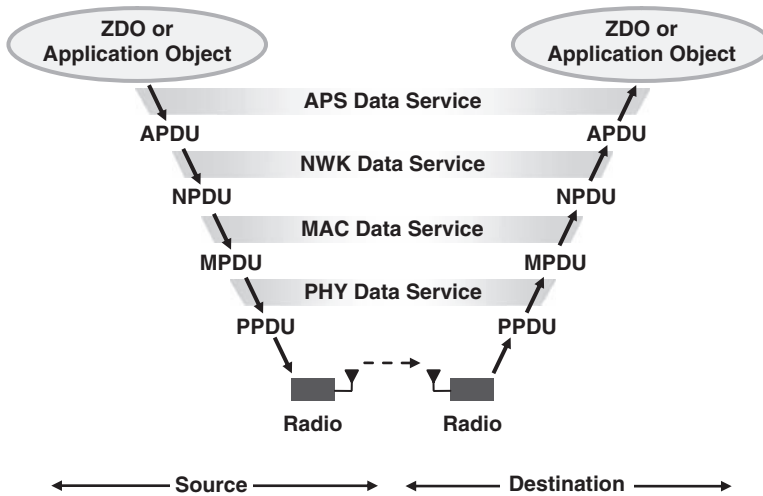 ZDO or
Application Object
ZDO or
Application Object
APS Data Service
APDU
APDU
NWK Data Service
NPDU
NPDU
MAC Data Service
MPDU
MPDU
PHY Data Service
PPDU
PPDU
Radio
Radio
Source
Destination